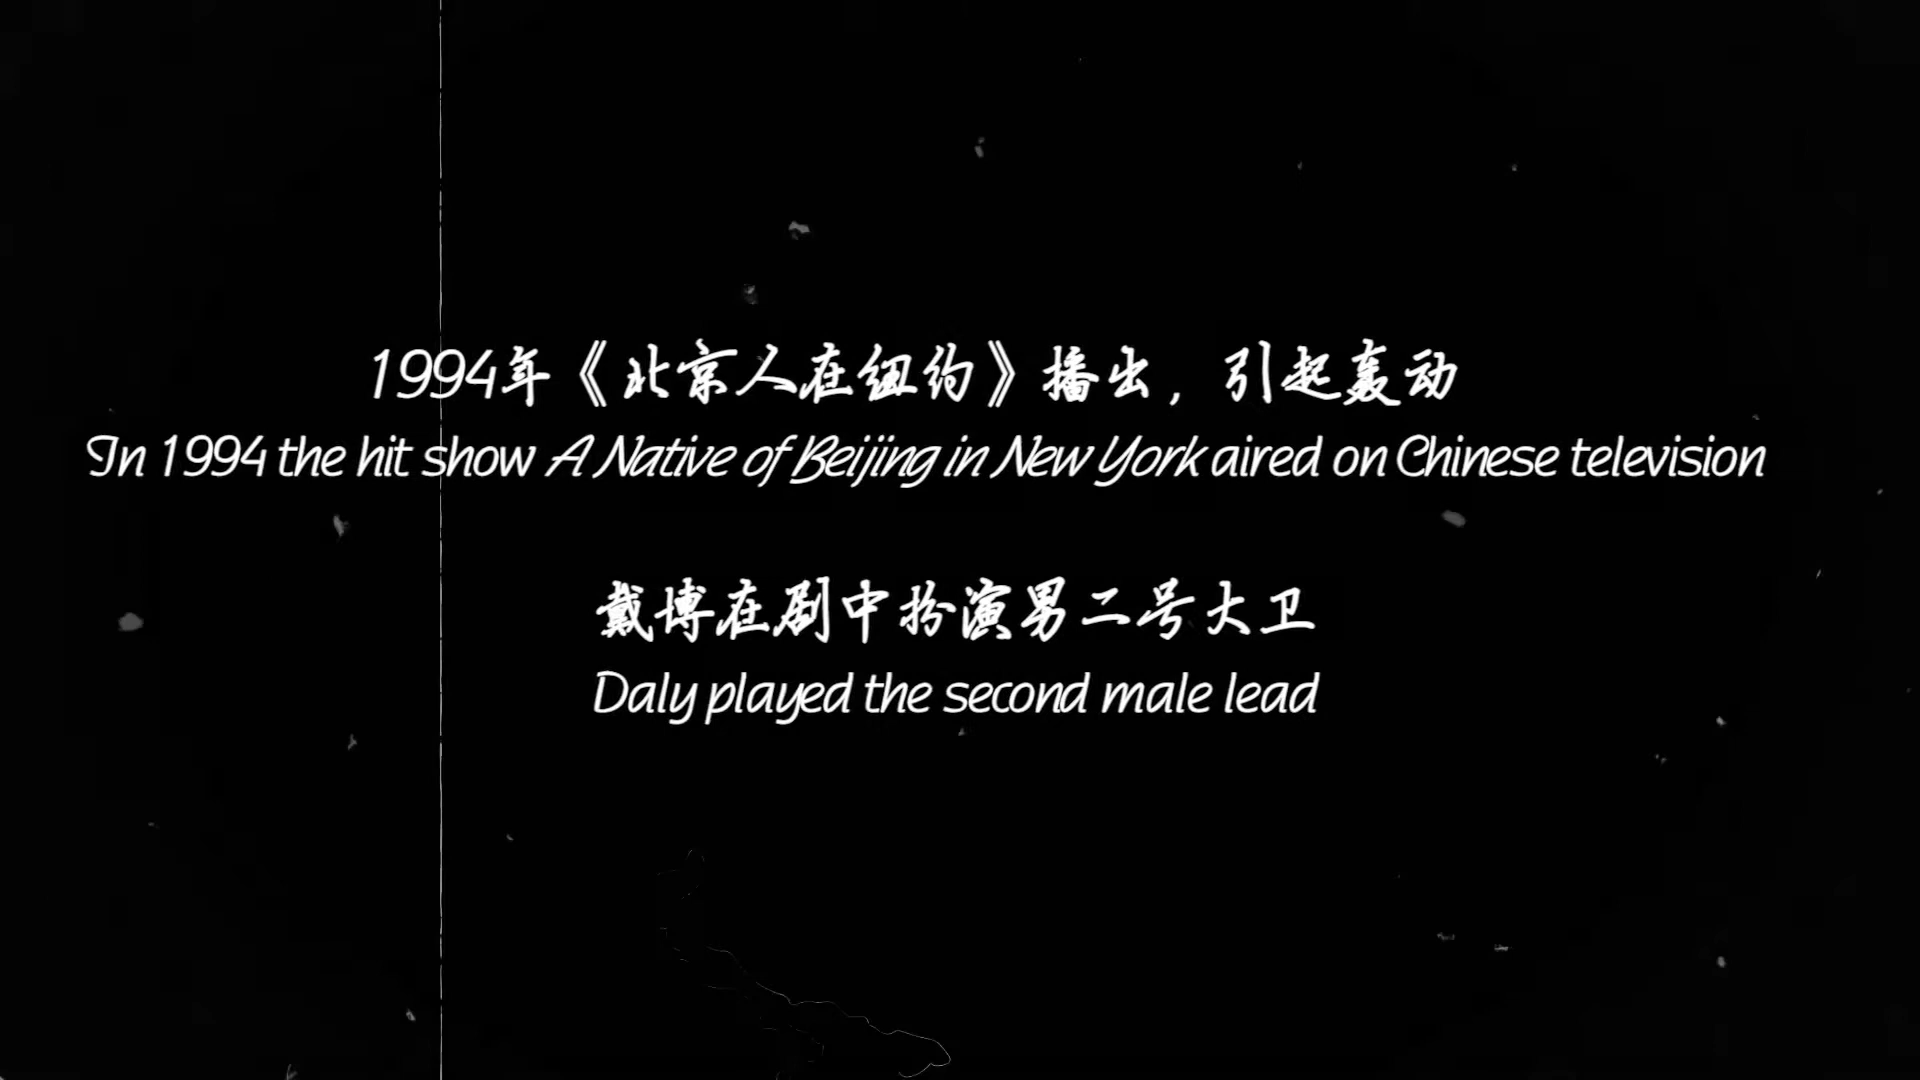 1994年《北京人在纽约》播出，引起轰动
In 1994 the hit show A Native of Beijing in New York aired on Chinese television
戴博在剧中扮演男二号大卫
Daly played the second male lead